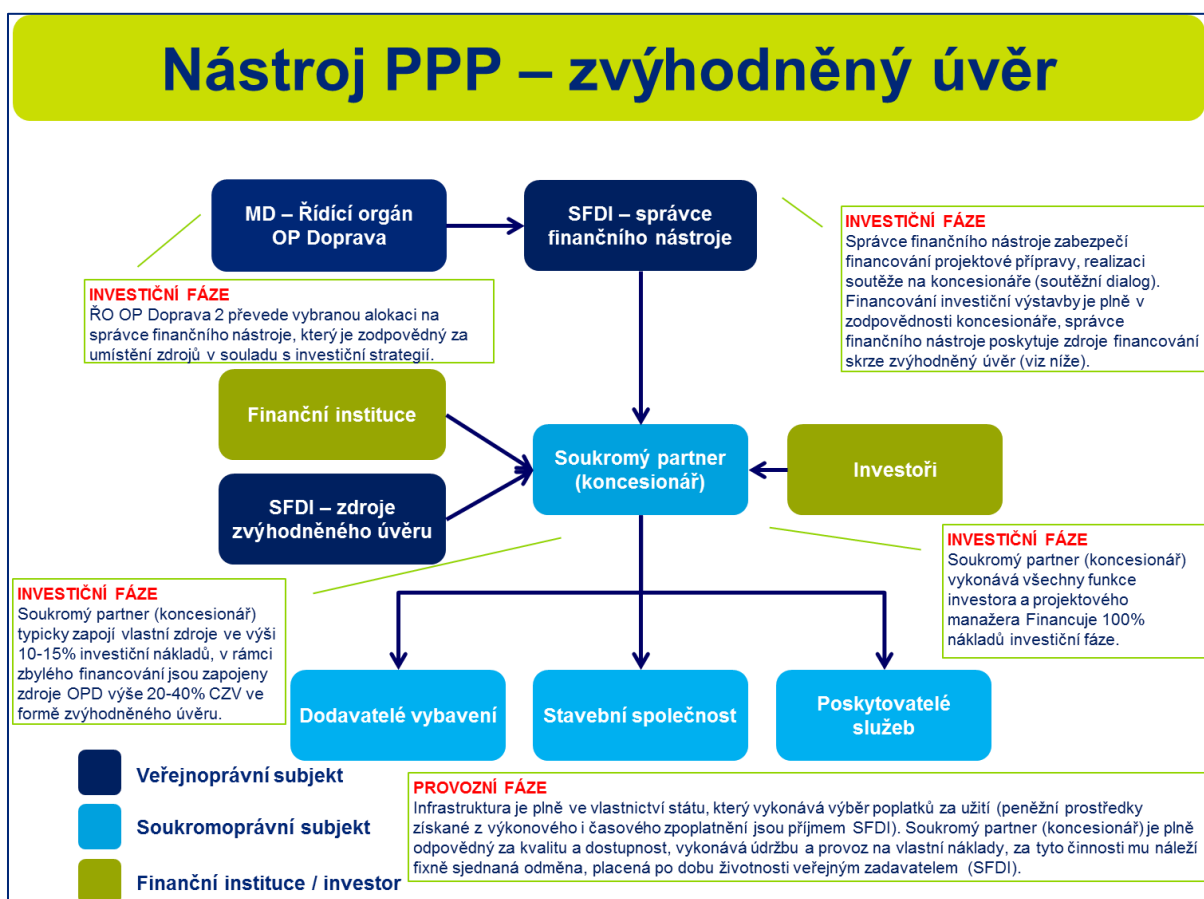 Nástroj PPP – zvýhodněný úvěr
MD – Řídící orgán
OP Doprava
SFDI – správce
finančního nástroje
INVESTIČNÍ FÁZE
Správce finančního nástroje zabezpečí
financování projektové přípravy, realizaci
soutěže na koncesionáře (soutěžní dialog).
Financování investiční výstavby je plně v
zodpovědnosti koncesionáře, správce
finančního nástroje poskytuje zdroje financování
skrze zvýhodněný úvěr (viz níže).
INVESTIČNÍ FÁZE
ŘO OP Doprava 2 převede vybranou alokaci na
správce finančního nástroje, který je zodpovědný za
umístění zdrojů v souladu s investiční strategií.
Finanční instituce
Soukromý partner
(koncesionář)
Investoři
SFDI – zdroje
zvýhodněného úvěru
INVESTIČNÍ FÁZE
Soukromý partner (koncesionář)
vykonává všechny funkce
investora a projektového
manažera Financuje 100%
nákladů investiční fáze.
INVESTIČNÍ FÁZE
Soukromý partner (koncesionář)
typicky zapojí vlastní zdroje ve výši
10-15% investiční nákladů, v rámci
zbylého financování jsou zapojeny
zdroje OPD výše 20-40% CZV ve
formě zvýhodněného úvěru.
Dodavatelé vybavení
Stavební společnost
Poskytovatelé
služeb
Veřejnoprávní subjekt
Soukromoprávní subjekt
Finanční instituce / investor
PROVOZNÍ FÁZE
Infrastruktura je plně ve vlastnictví státu, který vykonává výběr poplatků za užití (peněžní prostředky
získané z výkonového i časového zpoplatnění jsou příjmem SFDI). Soukromý partner (koncesionář) je plně
odpovědný za kvalitu a dostupnost, vykonává údržbu a provoz na vlastní náklady, za tyto činnosti mu náleží
fixně sjednaná odměna, placená po dobu životnosti veřejným zadavatelem (SFDI).